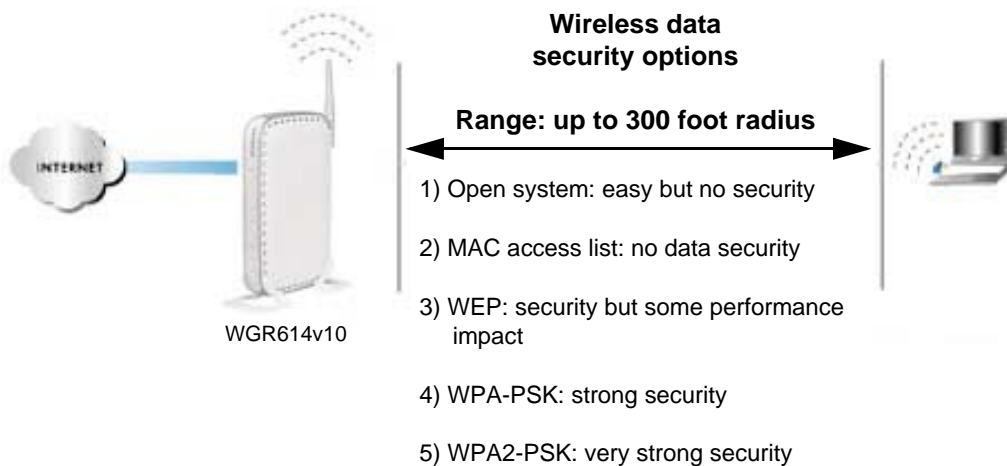 Wireless data
security options
Range: up to 300 foot radius
INTERNET
1) Open system: easy but no security
2) MAC access list: no data security
3) WEP: security but some performance
impact
WGR614v10
4) WPA-PSK: strong security
5) WPA2-PSK: very strong security